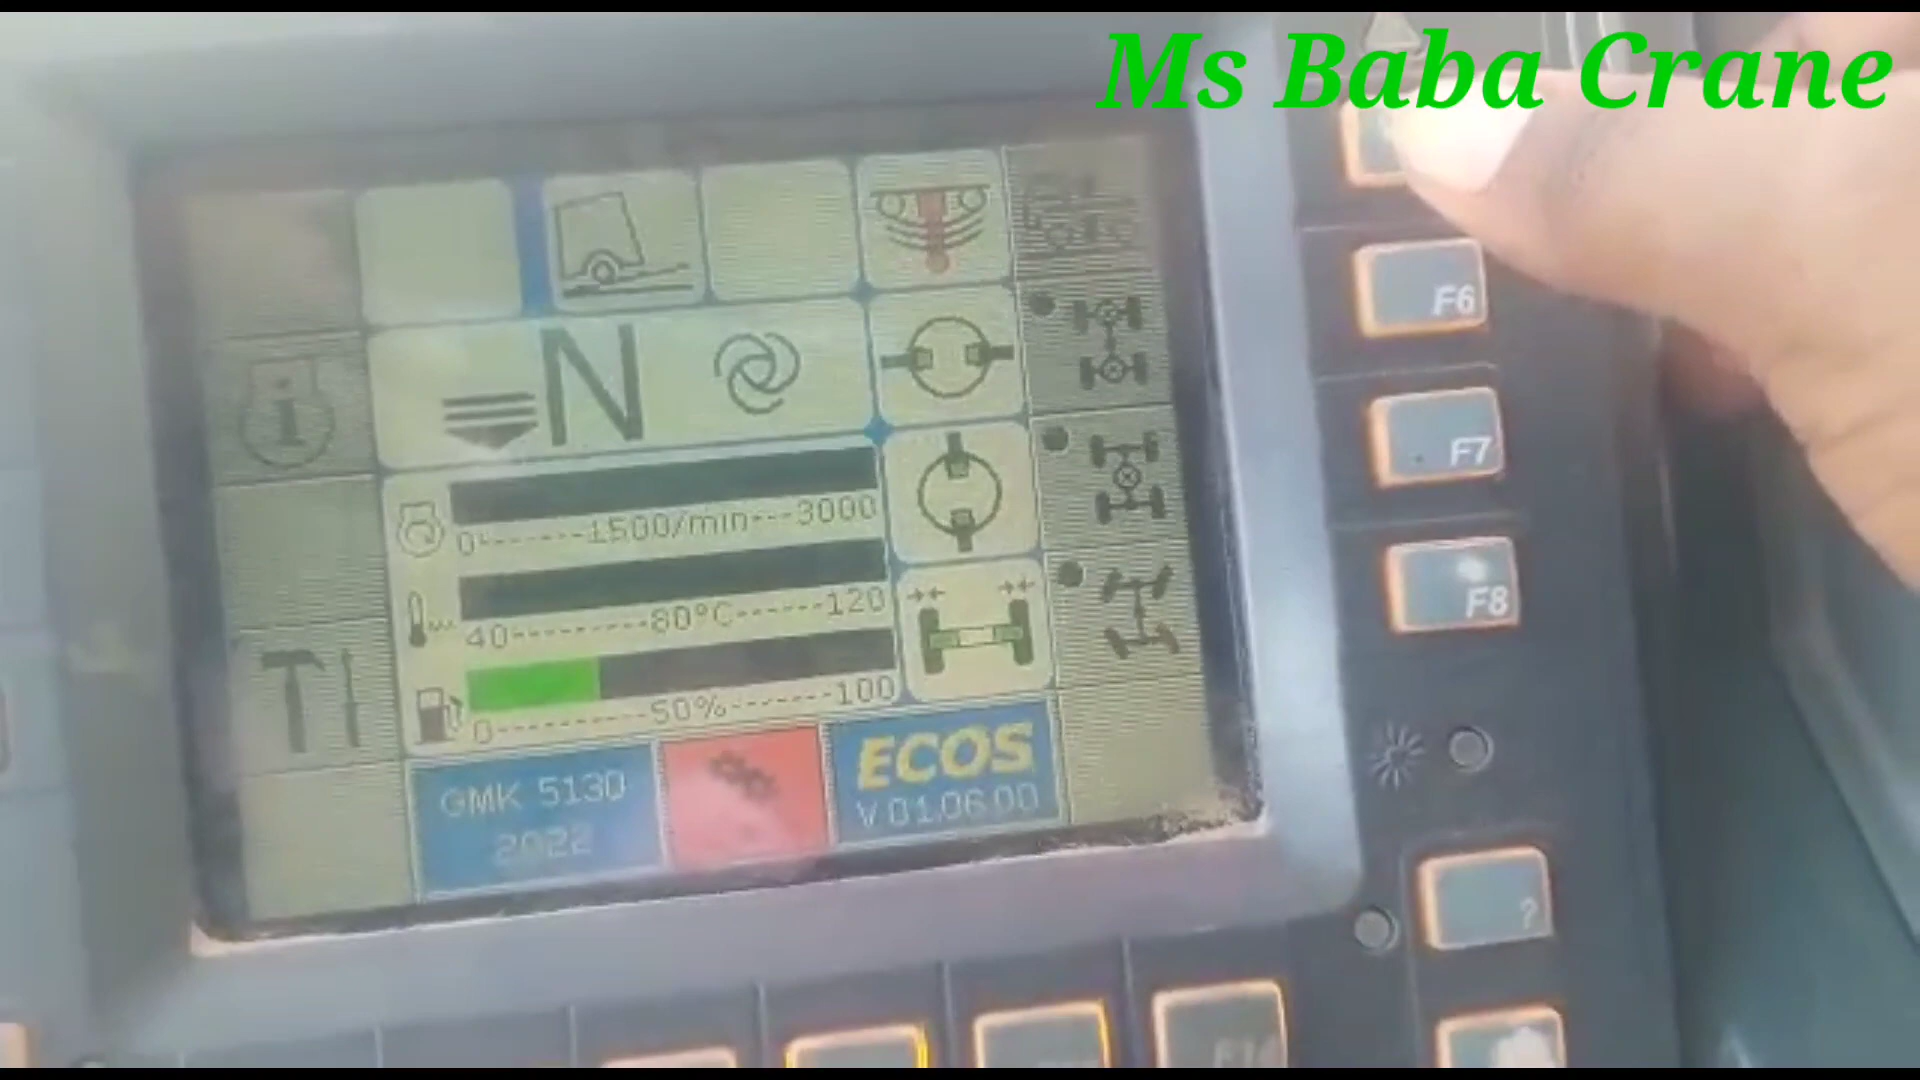 Ms Baba Crane
N
F6
0-------1500/min---3000
F7
40---------80°C------120
F8
0----------50%-------100
GMK 5130
2022
ECOS
V.01.06.00
?